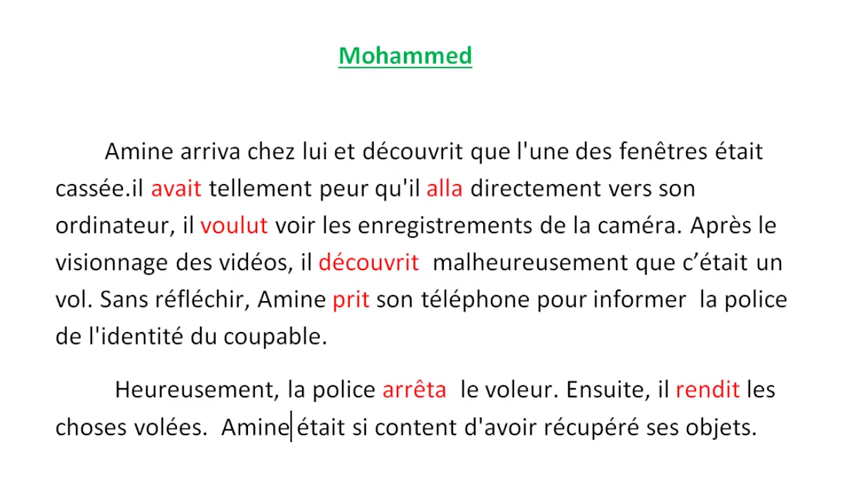 Mohammed
Amine arriva chez lui et découvrit que l'une des fenêtres était
cassée.il avait tellement peur qu'il alla directement vers son
ordinateur, il voulut voir les enregistrements de la caméra. Après le
visionnage des vidéos, il découvrit malheureusement que c’était un
vol. Sans réfléchir, Amine prit son téléphone pour informer la police
de l'identité du coupable.
Heureusement, la police arrêta le voleur. Ensuite, il rendit les
choses volées. Amine était si content d'avoir récupéré ses objets.